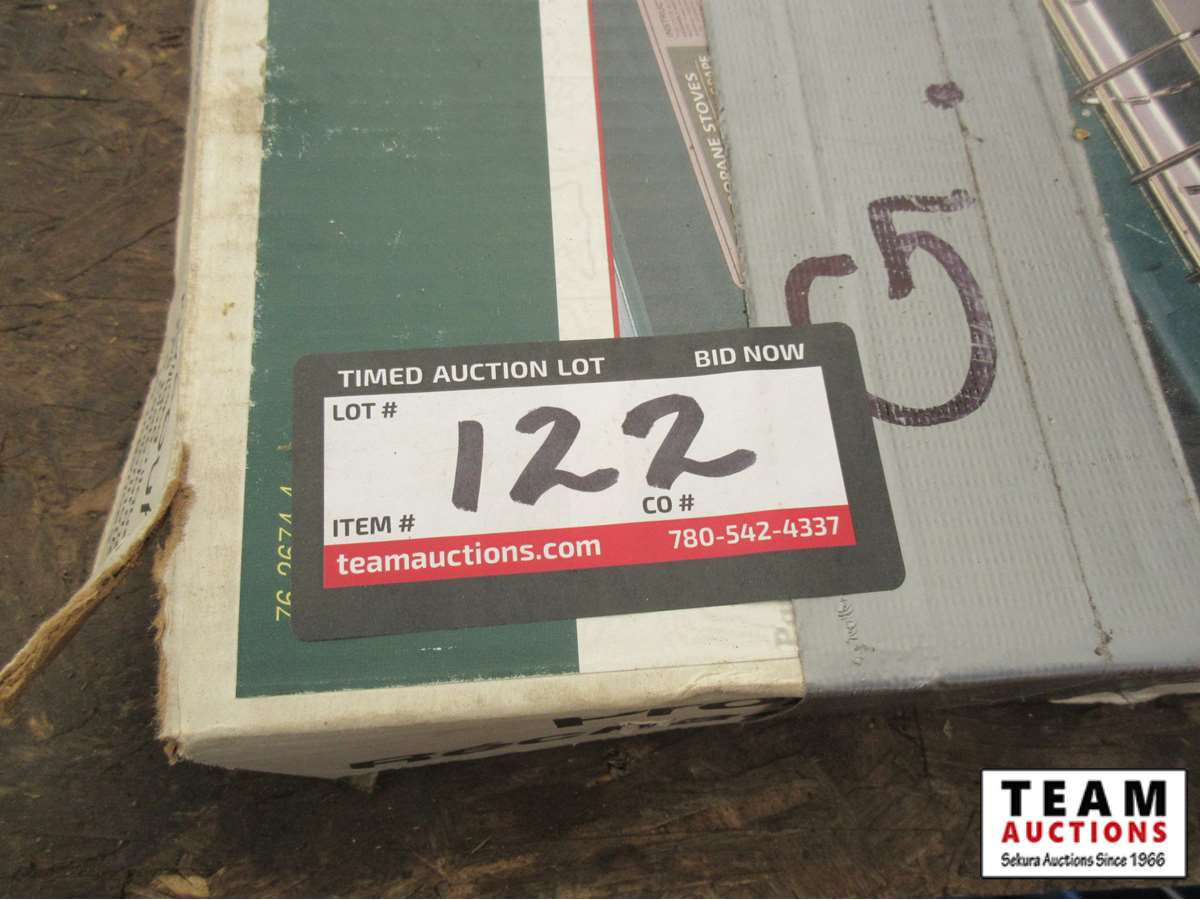 OPANE STOVES
5
TIMED AUCTION LOT BID NOW
LOT #
122
ITEM # CO #
teamauctions.com 780-542-4337
TEAM
AUCTIONS
Sekura Auctions Since 1966